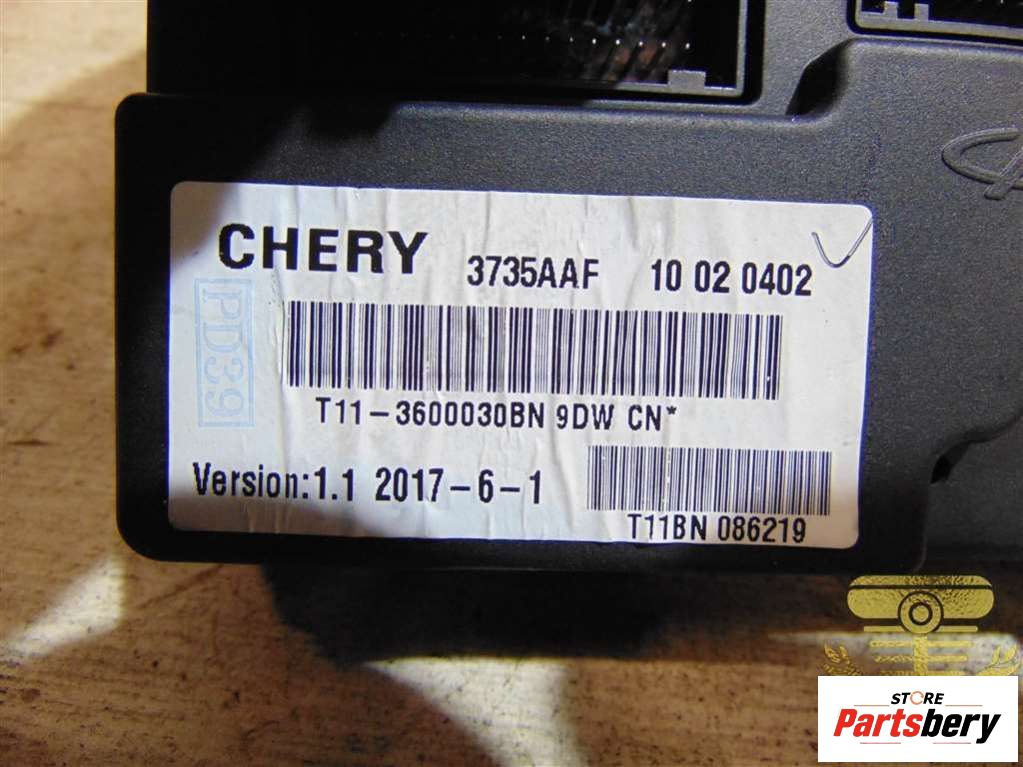 CHERY 3735AAF 10 02 0402
PD39
T11-3600030BN 9DW CN*
Version:1.1 2017-6-1
T11BN 086219
STORE
Partsbery